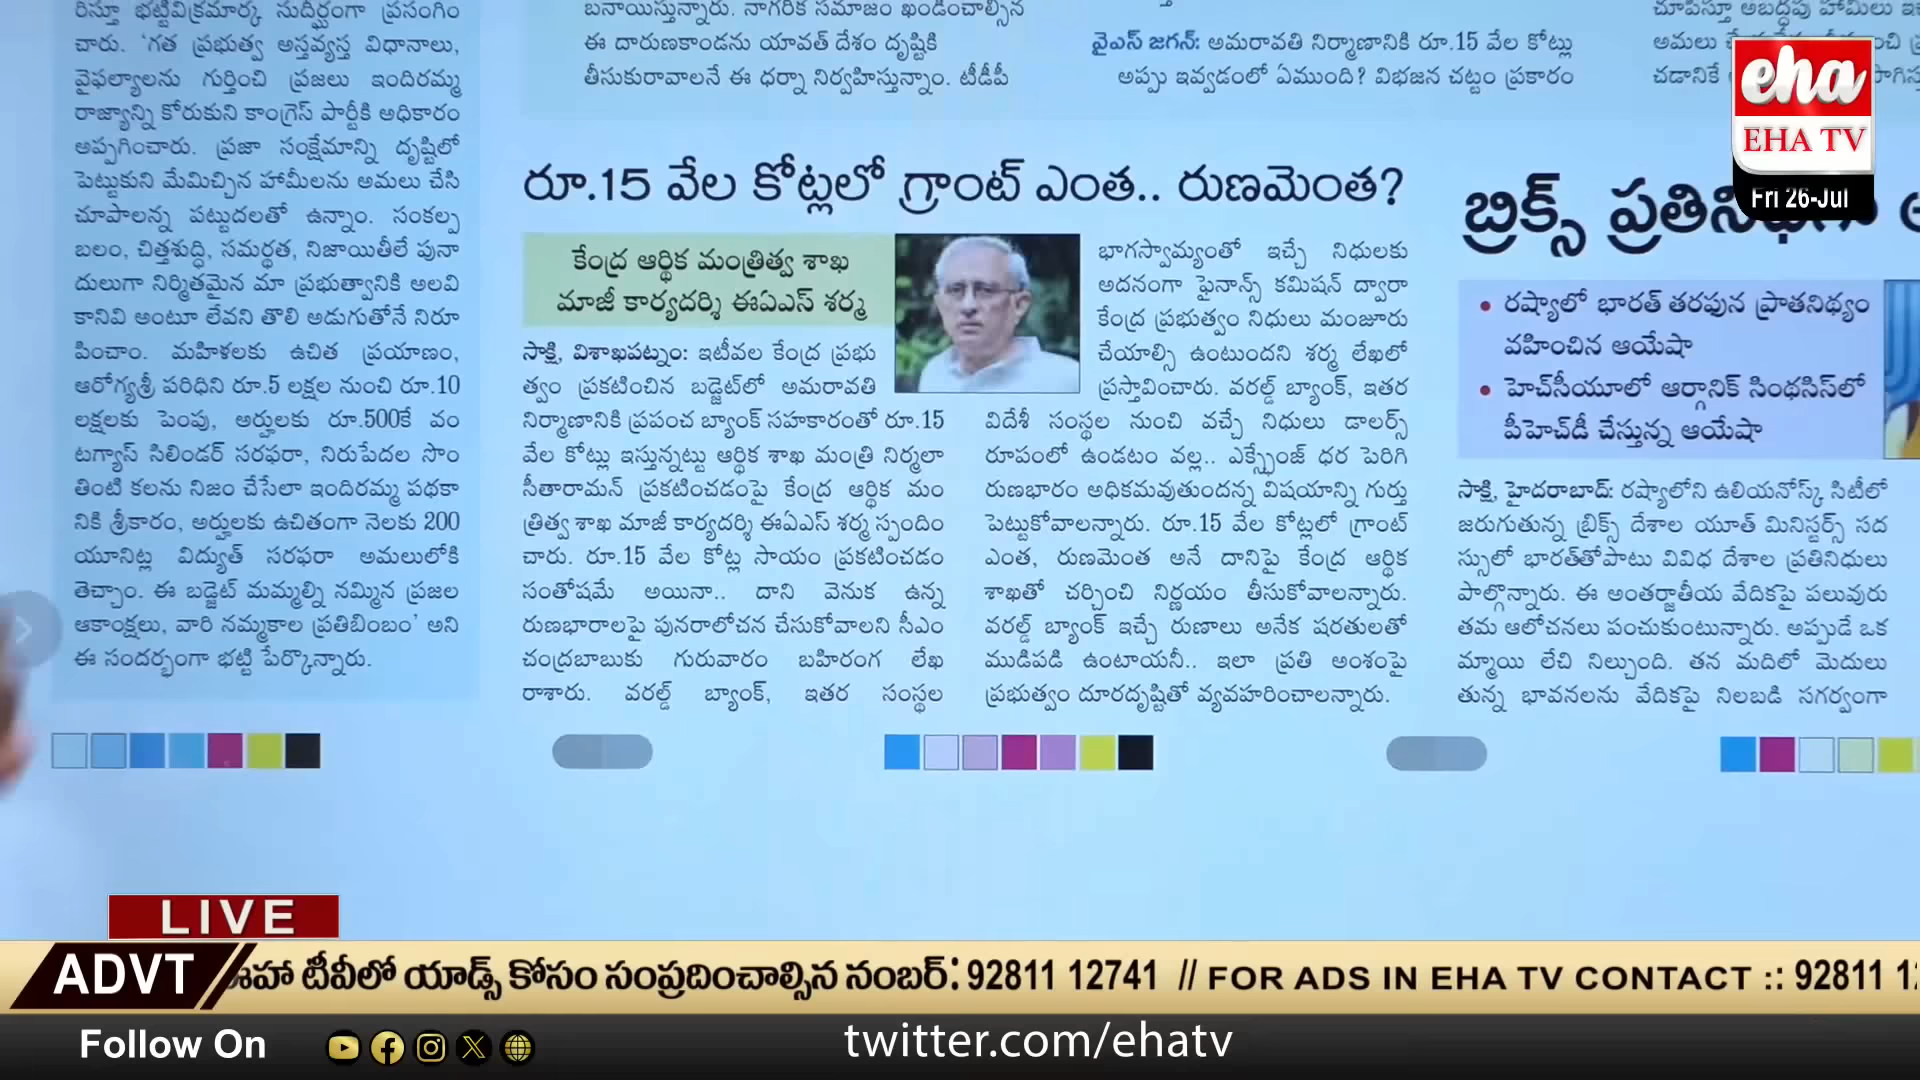 రిస్తూ భట్టివిక్రమార్క సుదీర్ఘంగా ప్రసంగిం
చారు. 'గత ప్రభుత్వ అస్తవ్యస్త విధానాలు,
వైఫల్యాలను గుర్తించి ప్రజలు ఇందిరమ్మ
రాజ్యాన్ని కోరుకుని కాంగ్రెస్ పార్టీకి అధికారం
అప్పగించారు. ప్రజా సంక్షేమాన్ని దృష్టిలో
పెట్టుకుని మేమిచ్చిన హామీలను అమలు చేసి
చూపాలన్న పట్టుదలతో ఉన్నాం. సంకల్ప
బలం, చిత్తశుద్ధి, సమర్థత, నిజాయితీలే పునా
దులుగా నిర్మితమైన మా ప్రభుత్వానికి అలవి
కానివి అంటూ లేవని తొలి అడుగుతోనే నిరూ
పించాం. మహిళలకు ఉచిత ప్రయాణం,
ఆరోగ్యశ్రీ పరిధిని రూ.5 లక్షల నుంచి రూ.10
లక్షలకు పెంపు, అర్హులకు రూ.500కే వం
టగ్యాస్ సిలిండర్ సరఫరా, నిరుపేదల సొం
తింటి కలను నిజం చేసేలా ఇందిరమ్మ పథకా
నికి శ్రీకారం, అర్హులకు ఉచితంగా నెలకు 200
యూనిట్ల విద్యుత్ సరఫరా అమలులోకి
తెచ్చాం. ఈ బడ్జెట్ మమ్మల్ని నమ్మిన ప్రజల
ఆకాంక్షలు, వారి నమ్మకాల ప్రతిబింబం' అని
ఈ సందర్భంగా భట్టి పేర్కొన్నారు.
బనాయిస్తున్నారు. నాగరిక సమాజం ఖండించాల్సిన
ఈ దారుణకాండను యావత్ దేశం దృష్టికి
తీసుకురావాలనే ఈ ధర్నా నిర్వహిస్తున్నాం. టీడీపీ
వైఎస్ జగన్: అమరావతి నిర్మాణానికి రూ.15 వేల కోట్లు
అప్పు ఇవ్వడంలో ఏముంది? విభజన చట్టం ప్రకారం
చూపిస్తూ అబద్ధపు హామీలు
అమలు
చడానికే
రూ.15 వేల కోట్లలో గ్రాంట్ ఎంత.. రుణమెంత?
కేంద్ర ఆర్థిక మంత్రిత్వ శాఖ
మాజీ కార్యదర్శి ఈఏఎస్ శర్మ
సాక్షి, విశాఖపట్నం: ఇటీవల కేంద్ర ప్రభు
త్వం ప్రకటించిన బడ్జెట్‌లో అమరావతి
నిర్మాణానికి ప్రపంచ బ్యాంక్ సహకారంతో రూ.15
వేల కోట్లు ఇస్తున్నట్టు ఆర్థిక శాఖ మంత్రి నిర్మలా
సీతారామన్ ప్రకటించడంపై కేంద్ర ఆర్థిక మం
త్రిత్వ శాఖ మాజీ కార్యదర్శి ఈఏఎస్ శర్మ స్పందిం
చారు. రూ.15 వేల కోట్ల సాయం ప్రకటించడం
సంతోషమే అయినా.. దాని వెనుక ఉన్న
రుణభారాలపై పునరాలోచన చేసుకోవాలని సీఎం
చంద్రబాబుకు గురువారం బహిరంగ లేఖ
రాశారు. వరల్డ్ బ్యాంక్, ఇతర సంస్థల
భాగస్వామ్యంతో ఇచ్చే నిధులకు
అదనంగా ఫైనాన్స్ కమిషన్ ద్వారా
కేంద్ర ప్రభుత్వం నిధులు మంజూరు
చేయాల్సి ఉంటుందని శర్మ లేఖలో
ప్రస్తావించారు. వరల్డ్ బ్యాంక్, ఇతర
విదేశీ సంస్థల నుంచి వచ్చే నిధులు డాలర్స్
రూపంలో ఉండటం వల్ల.. ఎక్స్చేంజ్ ధర పెరిగి
రుణభారం అధికమవుతుందన్న విషయాన్ని గుర్తు
పెట్టుకోవాలన్నారు. రూ.15 వేల కోట్లలో గ్రాంట్
ఎంత, రుణమెంత అనే దానిపై కేంద్ర ఆర్థిక
శాఖతో చర్చించి నిర్ణయం తీసుకోవాలన్నారు.
వరల్డ్ బ్యాంక్ ఇచ్చే రుణాలు అనేక షరతులతో
ముడిపడి ఉంటాయనీ.. ఇలా ప్రతి అంశంపై
ప్రభుత్వం దూరదృష్టితో వ్యవహరించాలన్నారు.
బ్రిక్స్
• రష్యాలో భారత్ తరఫున ప్రాతినిథ్యం
వహించిన ఆయేషా
• హెచ్‌సీయూలో ఆర్గానిక్ సింథసిస్‌లో
పీహెచ్‌డీ చేస్తున్న ఆయేషా
సాక్షి, హైదరాబాద్: రష్యాలోని ఉలియనోస్క్ సిటీలో
జరుగుతున్న బ్రిక్స్ దేశాల యూత్ మినిస్టర్స్ సద
స్సులో భారత్‌తోపాటు వివిధ దేశాల ప్రతినిధులు
పాల్గొన్నారు. ఈ అంతర్జాతీయ వేదికపై పలువురు
తమ ఆలోచనలు పంచుకుంటున్నారు. అప్పుడే ఒక
మ్మాయి లేచి నిల్చుంది. తన మదిలో మెదులు
తున్న భావనలను వేదికపై నిలబడి సగర్వంగా
eha
EHA TV
Fri 26-Jul
LIVE
ADVT
ఈహా టీవీలో యాడ్స్ కోసం సంప్రదించాల్సిన నంబర్: 92811 12741 // FOR ADS IN EHA TV CONTACT :: 92811
Follow On
twitter.com/ehatv